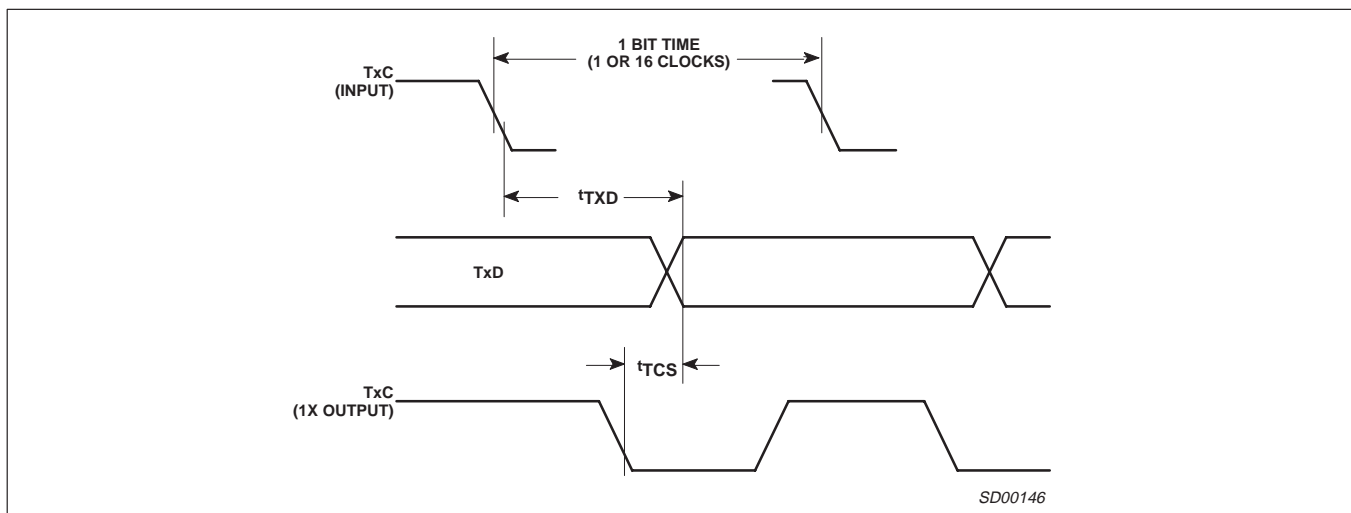 1 BIT TIME
(1 OR 16 CLOCKS)
TxC
(INPUT)
tTXD
TxD
tTCS
TxC
(1X OUTPUT)
SD00146